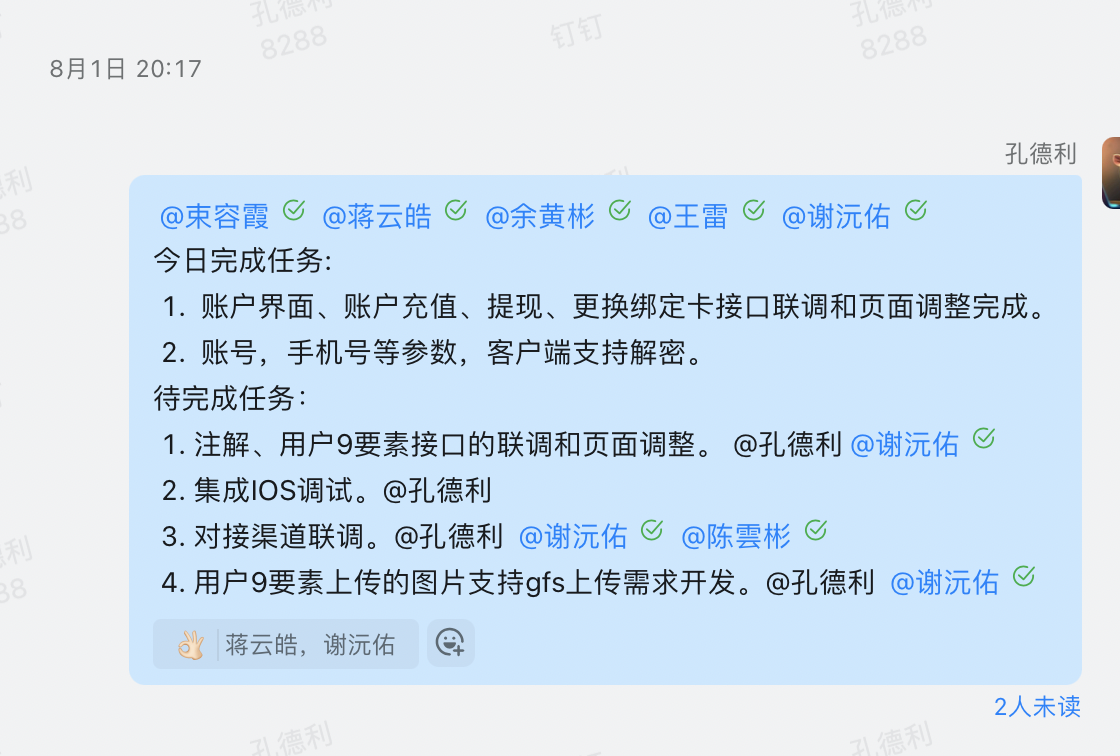 孔德利 8288
钉钉
孔德利 8288
8月1日 20:17
孔德利
@束容霞 @蒋云皓 @余黄彬 @王雷 @谢沅佑
今日完成任务:
1. 账户界面、账户充值、提现、更换绑定卡接口联调和页面调整完成。
2. 账号，手机号等参数，客户端支持解密。
待完成任务：
1. 注解、用户9要素接口的联调和页面调整。 @孔德利 @谢沅佑
2. 集成IOS调试。@孔德利
3. 对接渠道联调。@孔德利 @谢沅佑 @陈雲彬
4. 用户9要素上传的图片支持gfs上传需求开发。@孔德利 @谢沅佑
蒋云皓，谢沅佑
2人未读
孔德利
孔德利